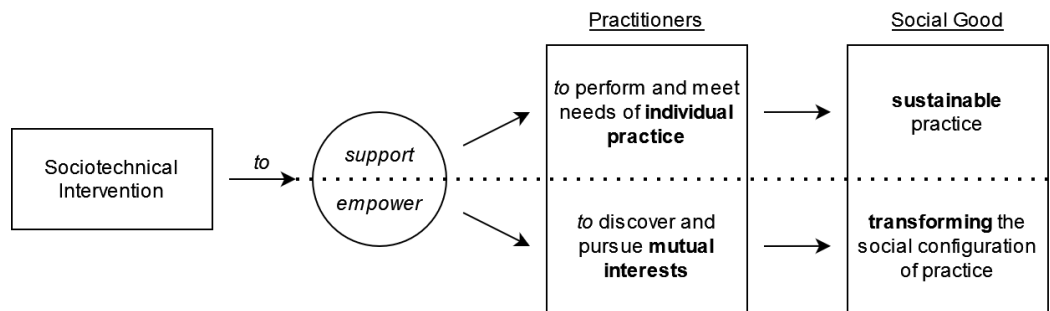 Practitioners
Social Good
to perform and meet
needs of individual
practice
sustainable
practice
Sociotechnical
Intervention
to
support
empower
to discover and
pursue mutual
interests
transforming the
social configuration
of practice